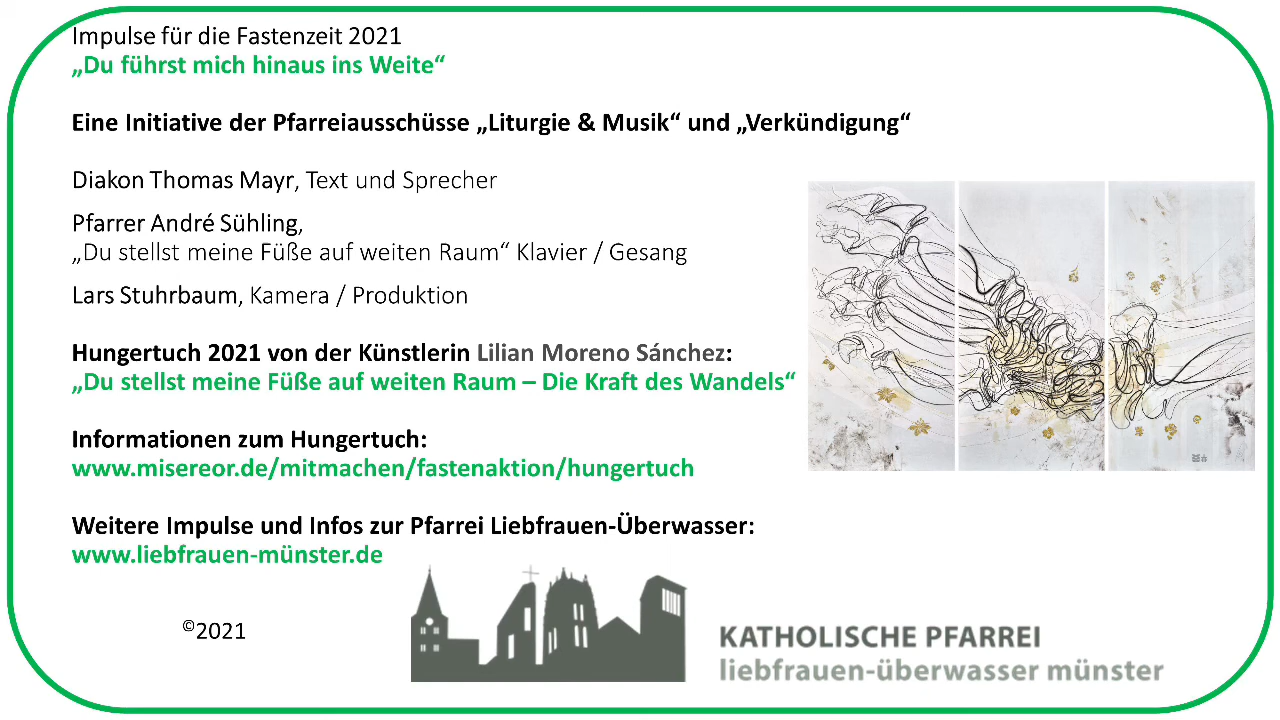 Impulse für die Fastenzeit 2021
„Du führst mich hinaus ins Weite“
Eine Initiative der Pfarreiausschüsse „Liturgie & Musik“ und „Verkündigung“
Diakon Thomas Mayr, Text und Sprecher
Pfarrer André Sühling,
„Du stellst meine Füße auf weiten Raum“ Klavier / Gesang
Lars Stuhrbaum, Kamera / Produktion
Hungertuch 2021 von der Künstlerin Lilian Moreno Sánchez:
„Du stellst meine Füße auf weiten Raum – Die Kraft des Wandels“
Informationen zum Hungertuch:
www.misereor.de/mitmachen/fastenaktion/hungertuch
Weitere Impulse und Infos zur Pfarrei Liebfrauen-Überwasser:
www.liebfrauen-münster.de
©2021
KATHOLISCHE PFARREI
liebfrauen-überwasser münster